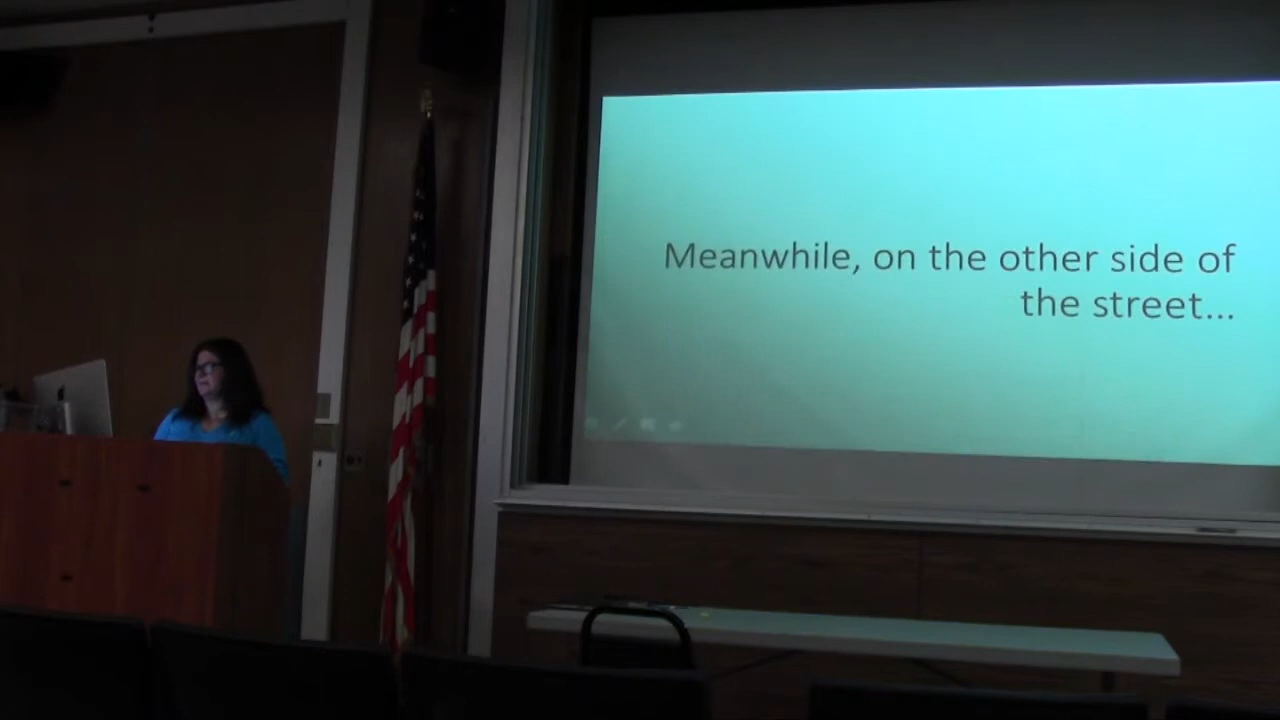 Meanwhile, on the other side of
the street...